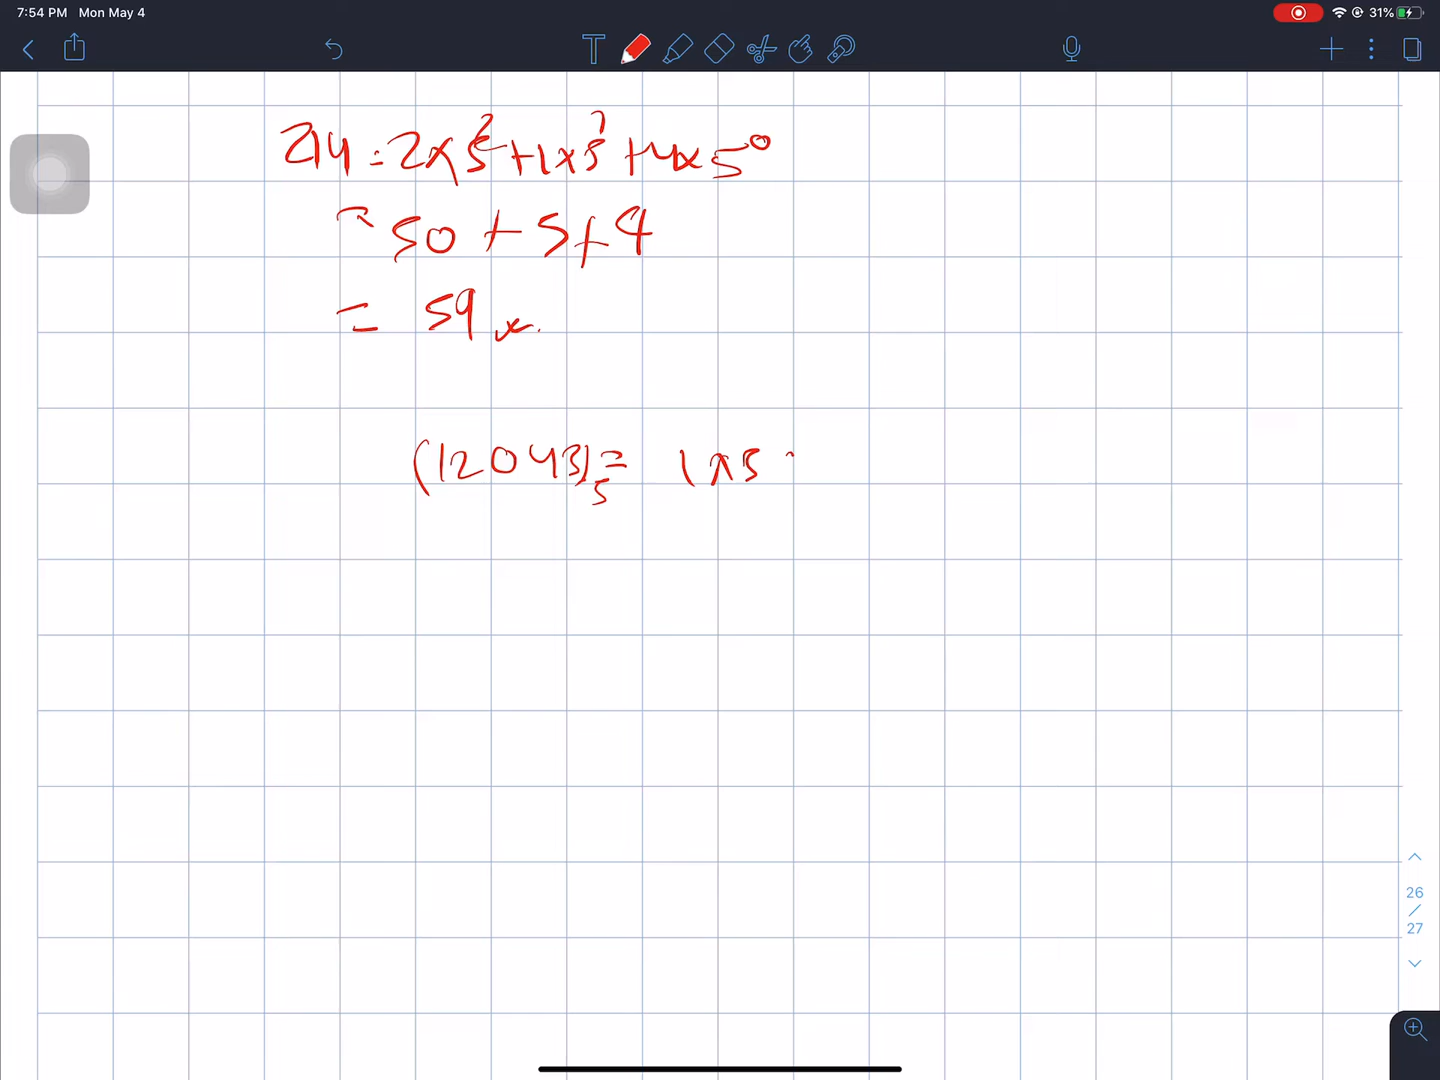 7:54 PM Mon May 4
31%
T
214 = 2 x 5² + 1 x 5¹ + 4 x 5⁰
= 50 + 5 + 4
= 59
(12043)₅ = 1 x 5
26
/
27